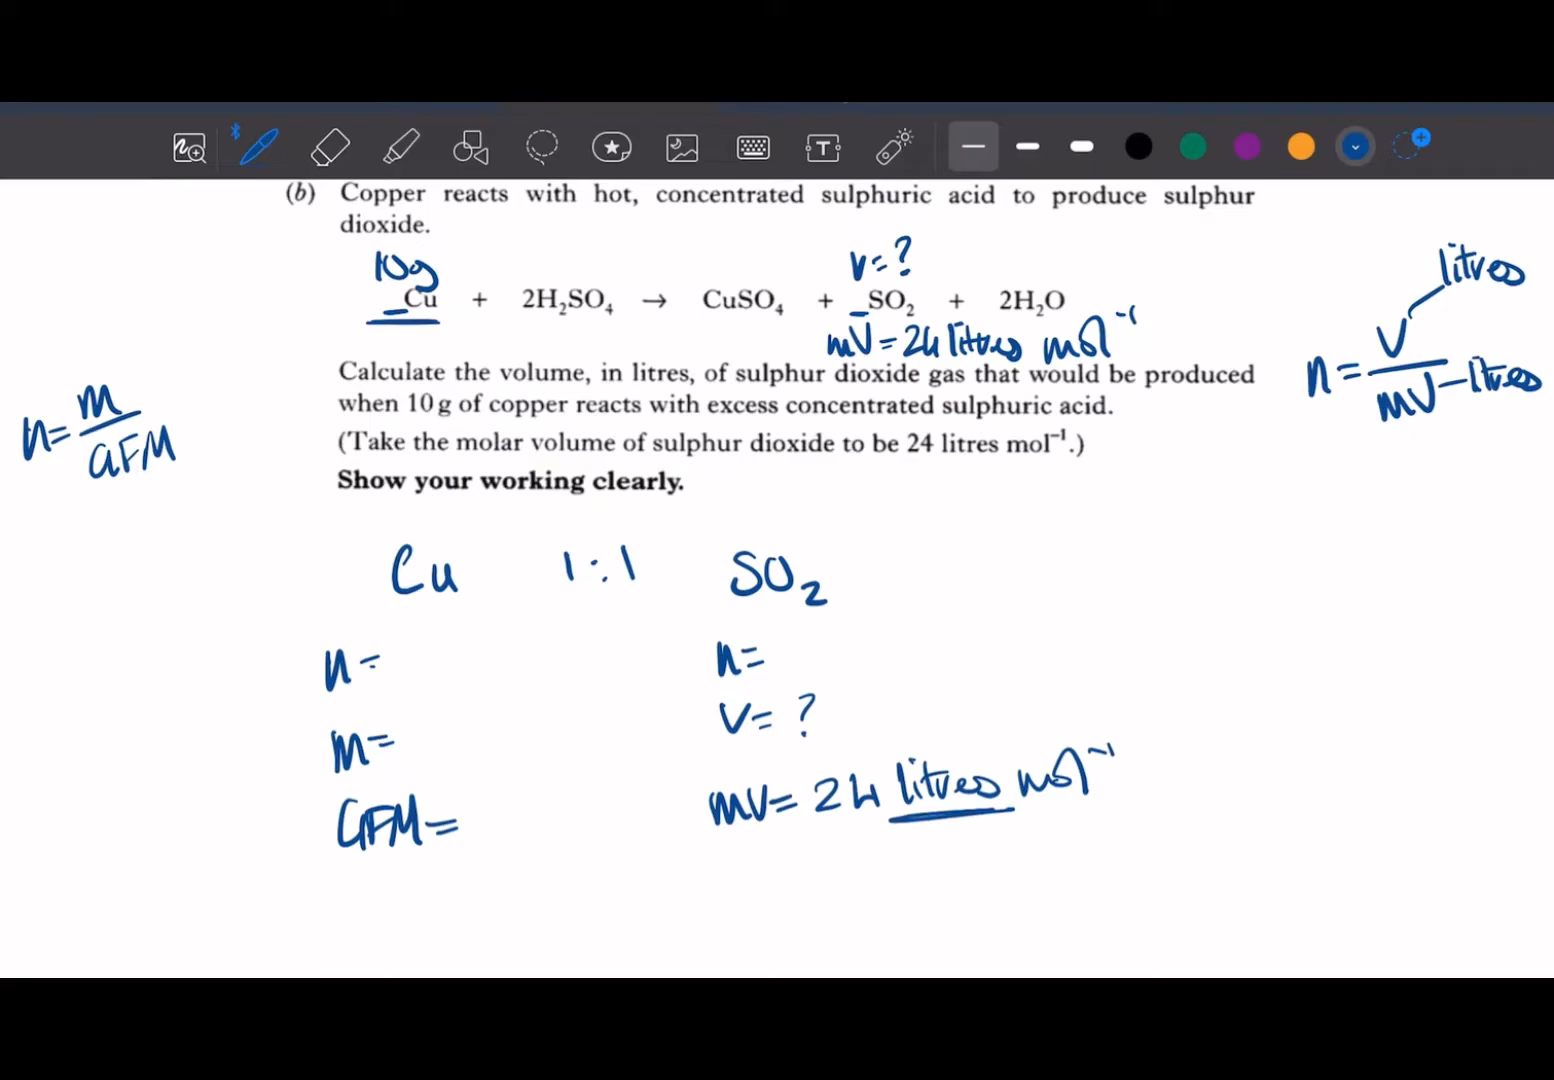 (b) Copper reacts with hot, concentrated sulphuric acid to produce sulphur
dioxide.
10g
v=?
Cu + 2H₂SO₄ → CuSO₄ + SO₂ + 2H₂O
mV=24 litres mol⁻¹
litres
n= V/mV – litres
n= m/GFM
Calculate the volume, in litres, of sulphur dioxide gas that would be produced
when 10 g of copper reacts with excess concentrated sulphuric acid.
(Take the molar volume of sulphur dioxide to be 24 litres mol⁻¹.)
Show your working clearly.
Cu 1:1 SO₂
n= n=
m= v= ?
GFM= mV= 24 litres mol⁻¹